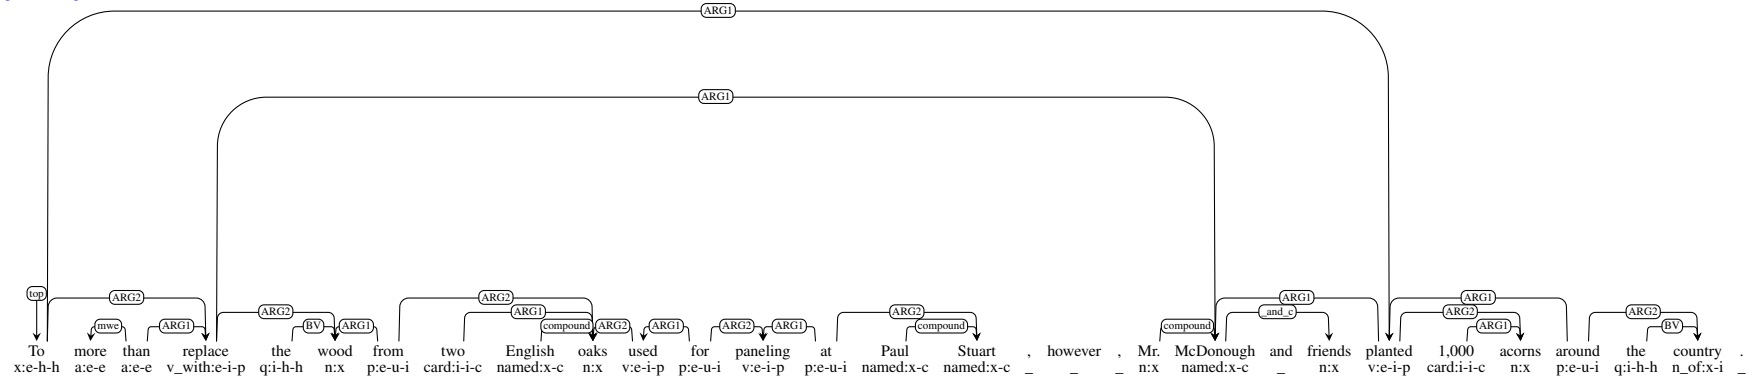 ARG1
ARG1
top ARG2 ARG2 ARG1 ARG1
ARG2 ARG1 ARG2 _and_c ARG2 ARG2
mwe ARG1 BV ARG1 compound ARG2 ARG1 ARG2 ARG1 compound compound ARG1 BV
To more than replace the wood from two English oaks used for paneling at Paul Stuart , however , Mr. McDonough and friends planted 1,000 acorns around the country .
x:e-h-h a:e-e a:e-e v_with:e-i-p q:i-h-h n:x p:e-u-i card:i-i-c named:x-c n:x v:e-i-p p:e-u-i v:e-i-p p:e-u-i named:x-c named:x-c _ _ _ n:x named:x-c _ n:x v:e-i-p card:i-i-c n:x p:e-u-i q:i-h-h n_of:x-i _